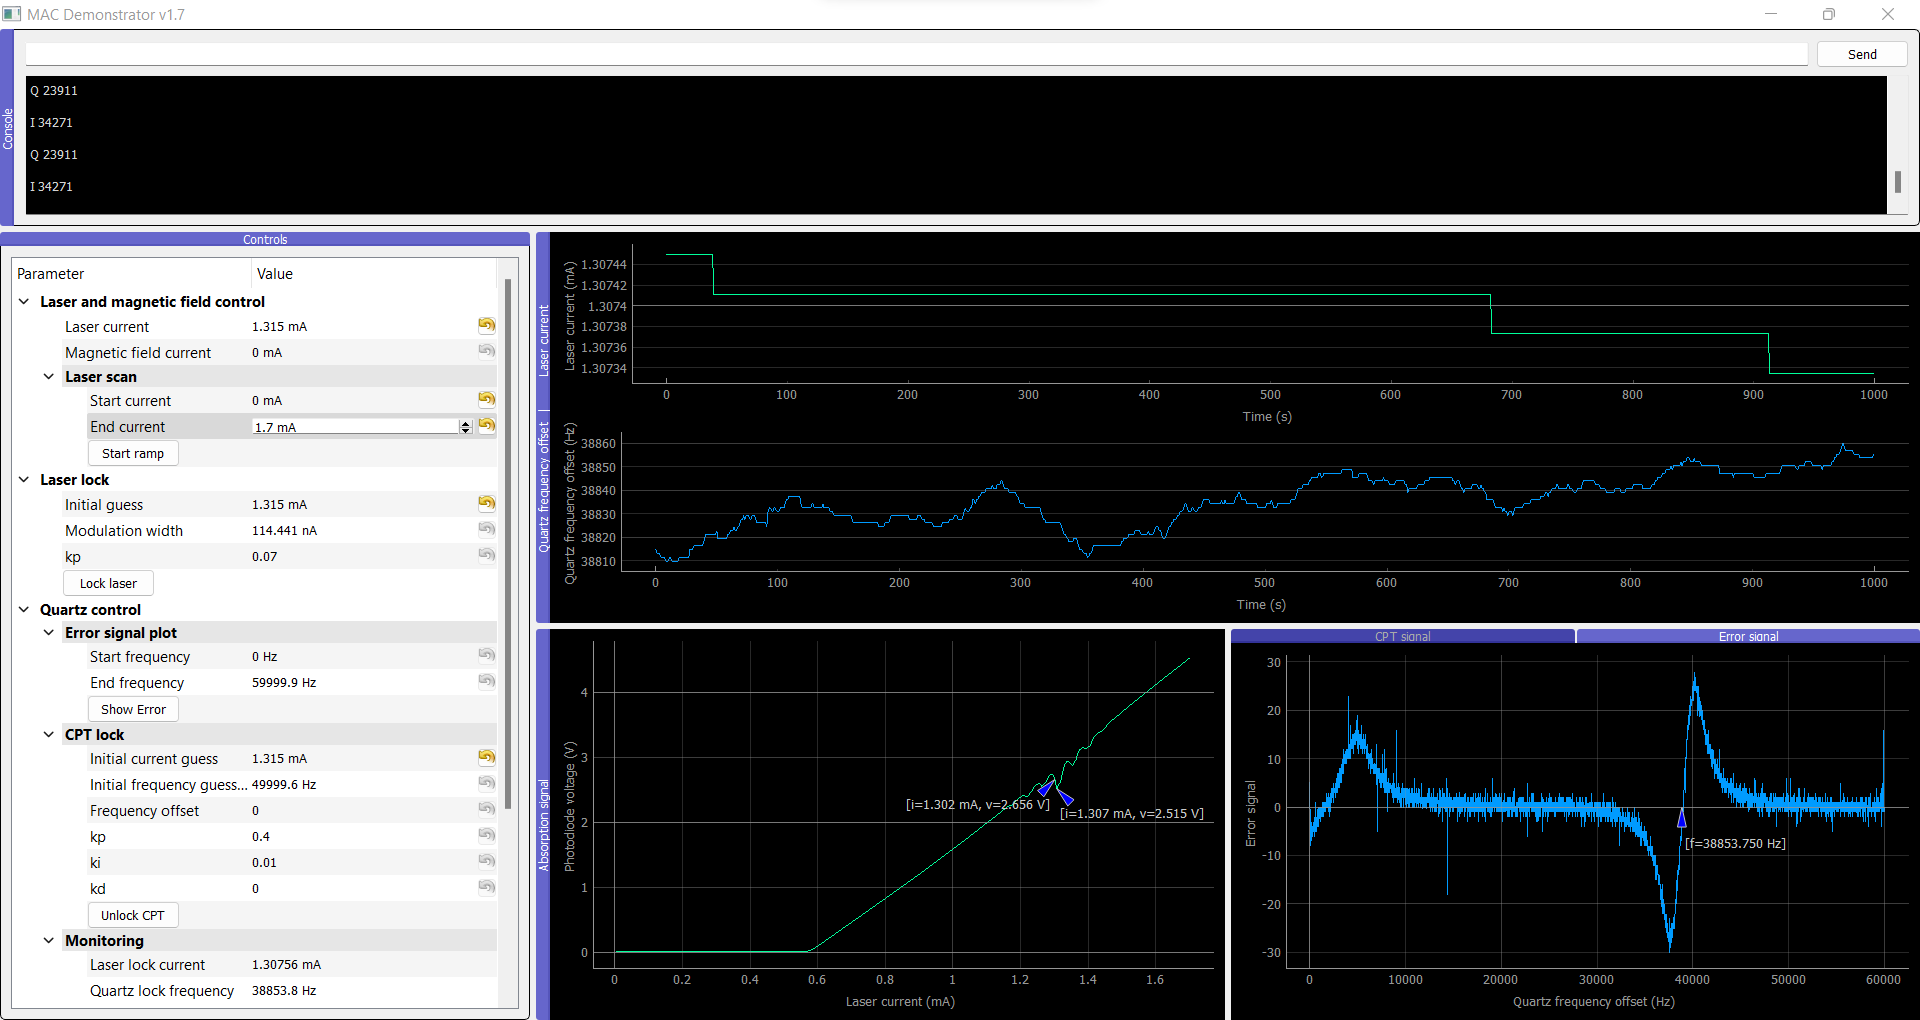 MAC Demonstrator v1.7
Send
Console
Q 23911
I 34271
Q 23911
I 34271
Controls
Parameter Value
Laser and magnetic field control
Laser current 1.315 mA
Magnetic field current 0 mA
Laser scan
Start current 0 mA
End current 1.7 mA
Start ramp
Laser lock
Initial guess 1.315 mA
Modulation width 114.441 nA
kp 0.07
Lock laser
Quartz control
Error signal plot
Start frequency 0 Hz
End frequency 59999.9 Hz
Show Error
CPT lock
Initial current guess 1.315 mA
Initial frequency guess... 49999.6 Hz
Frequency offset 0
kp 0.4
ki 0.01
kd 0
Unlock CPT
Monitoring
Laser lock current 1.30756 mA
Quartz lock frequency 38853.8 Hz
Laser current
Laser current (mA)
1.30744
1.30742
1.3074
1.30738
1.30736
1.30734
0 100 200 300 400 500 600 700 800 900 1000
Time (s)
Quartz frequency offset
Quartz frequency offset (Hz)
38860
38850
38840
38830
38820
38810
0 100 200 300 400 500 600 700 800 900 1000
Time (s)
Absorption signal
Photodiode voltage (V)
4
3
2
1
0
[i=1.302 mA, v=2.656 V]
[i=1.307 mA, v=2.515 V]
0 0.2 0.4 0.6 0.8 1 1.2 1.4 1.6
Laser current (mA)
CPT signal
Error signal
Error signal
30
20
10
0
-10
-20
-30
[f=38853.750 Hz]
0 10000 20000 30000 40000 50000 60000
Quartz frequency offset (Hz)